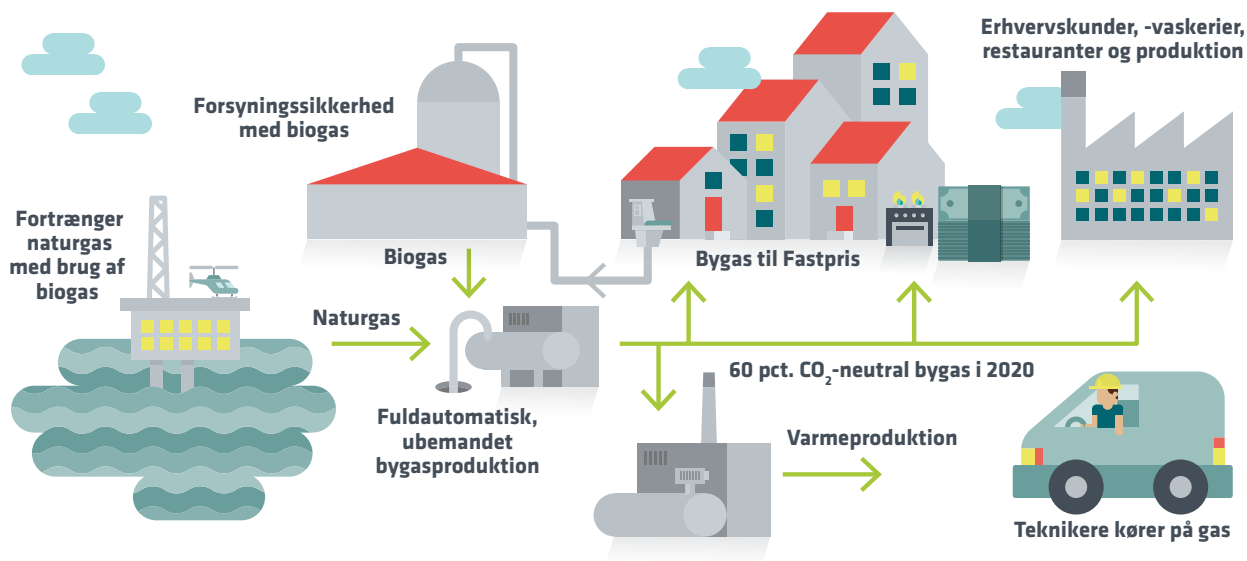 Erhvervskunder, -vaskerier,
restauranter og produktion
Forsyningssikkerhed
med biogas
Fortrænger
naturgas
med brug af
biogas
Biogas
Bygas til Fastpris
Naturgas
60 pct. CO₂-neutral bygas i 2020
Fuldautomatisk,
ubemandet
bygasproduktion
Varmeproduktion
Teknikere kører på gas